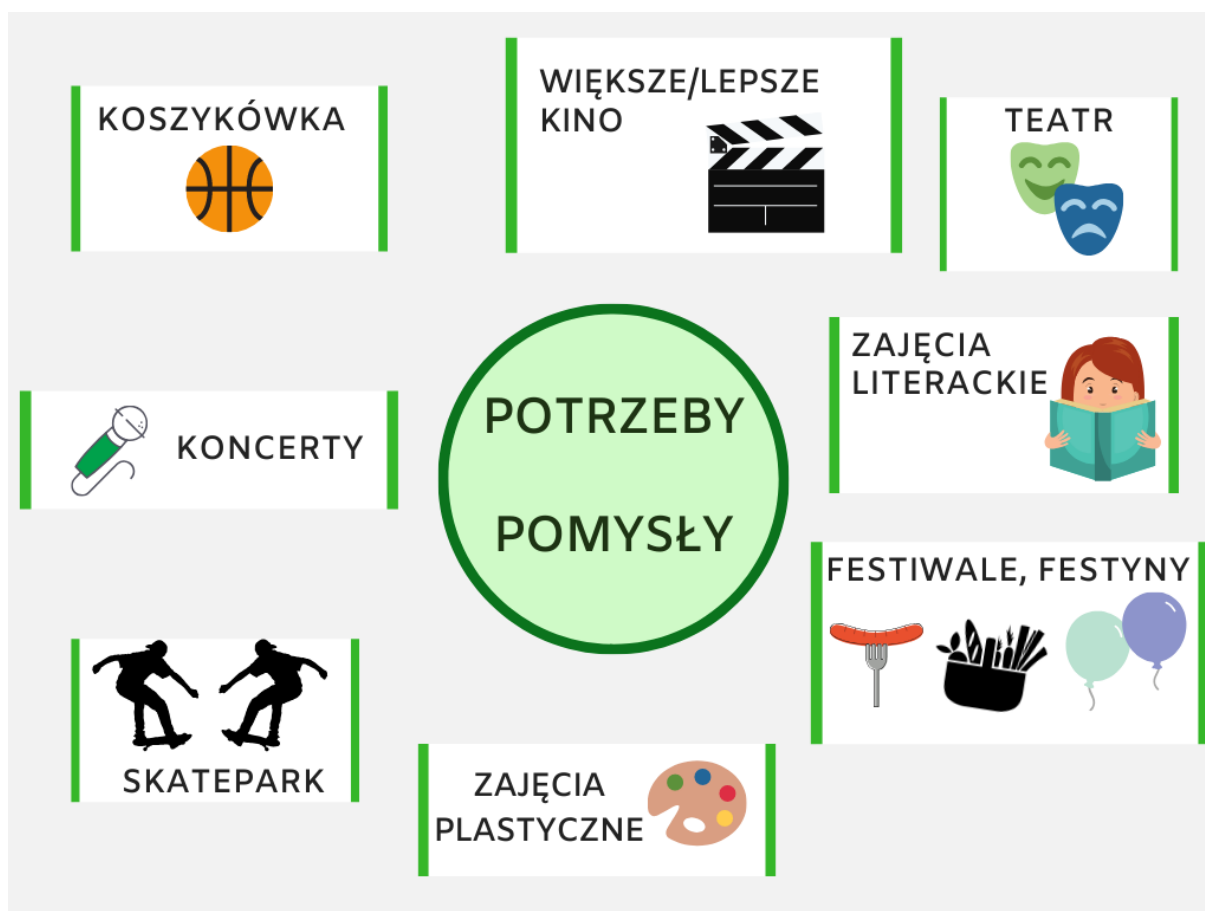 KOSZYKÓWKA
WIĘKSZE/LEPSZE
KINO
TEATR
ZAJĘCIA
LITERACKIE
KONCERTY
POTRZEBY
POMYSŁY
FESTIWALE, FESTYNY
SKATEPARK
ZAJĘCIA
PLASTYCZNE